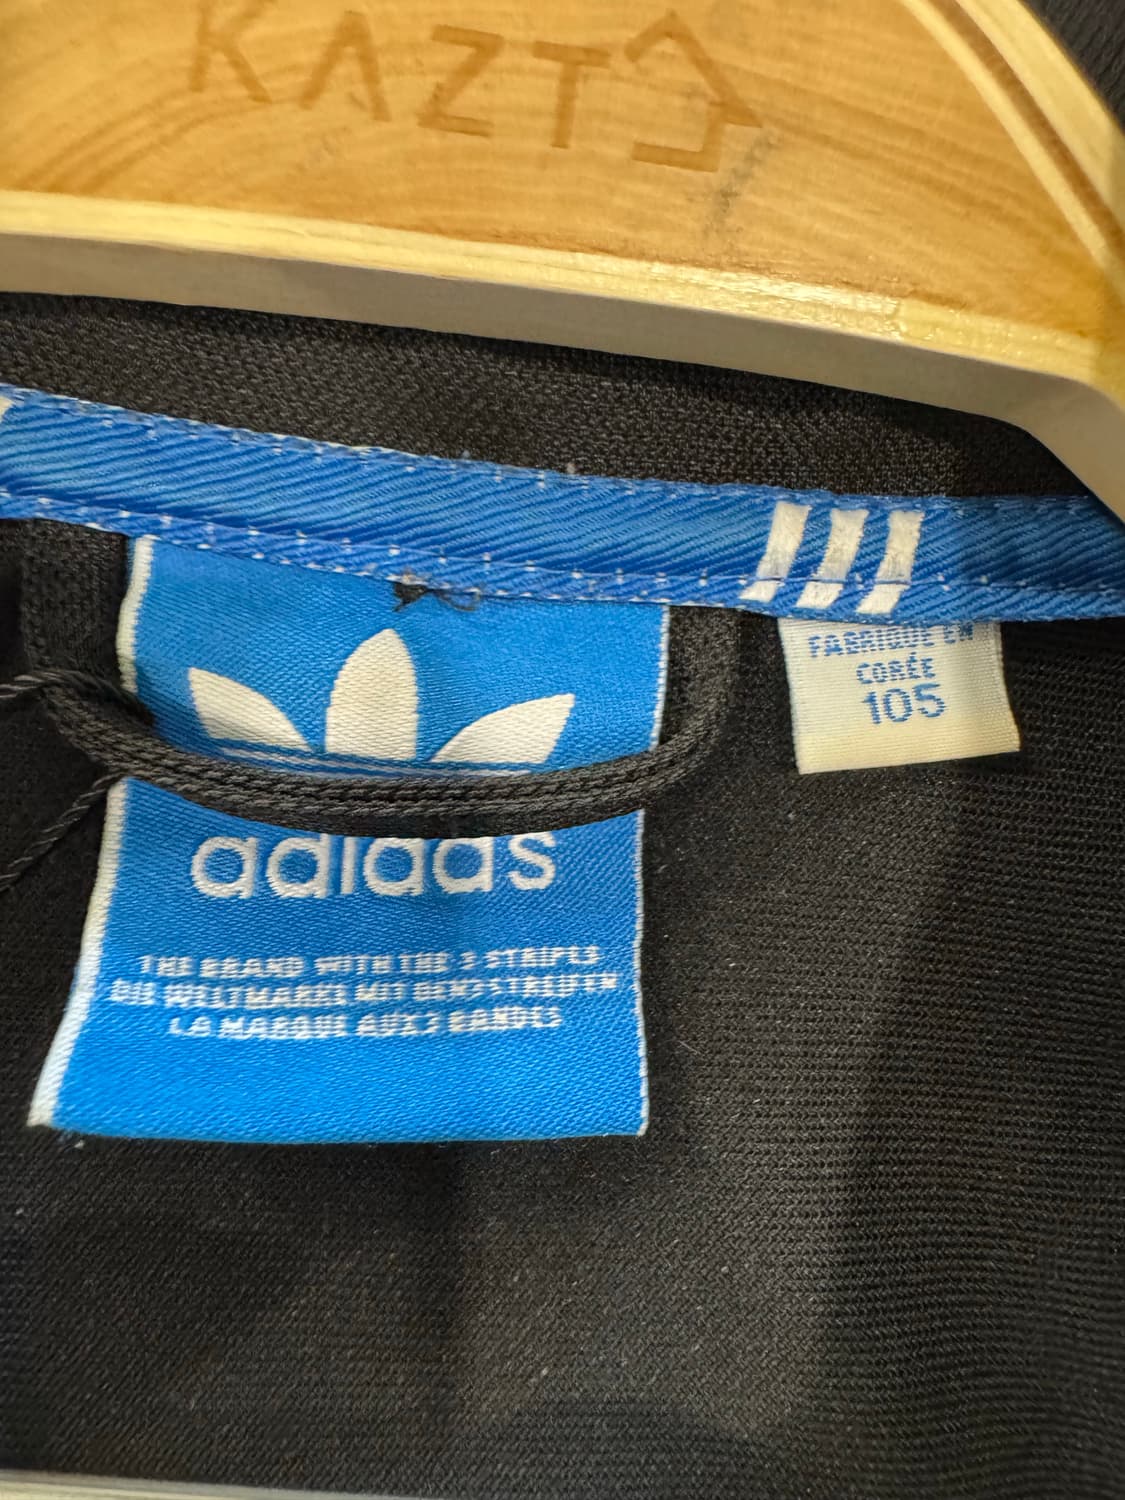 KAZTO
FABRIQUE EN
CORÉE
105
adidas
THE BRAND WITH THE 3 STRIPES
DIE WELTMARKE MIT DEN 3 STREIFEN
LA MARQUE AUX 3 BANDES